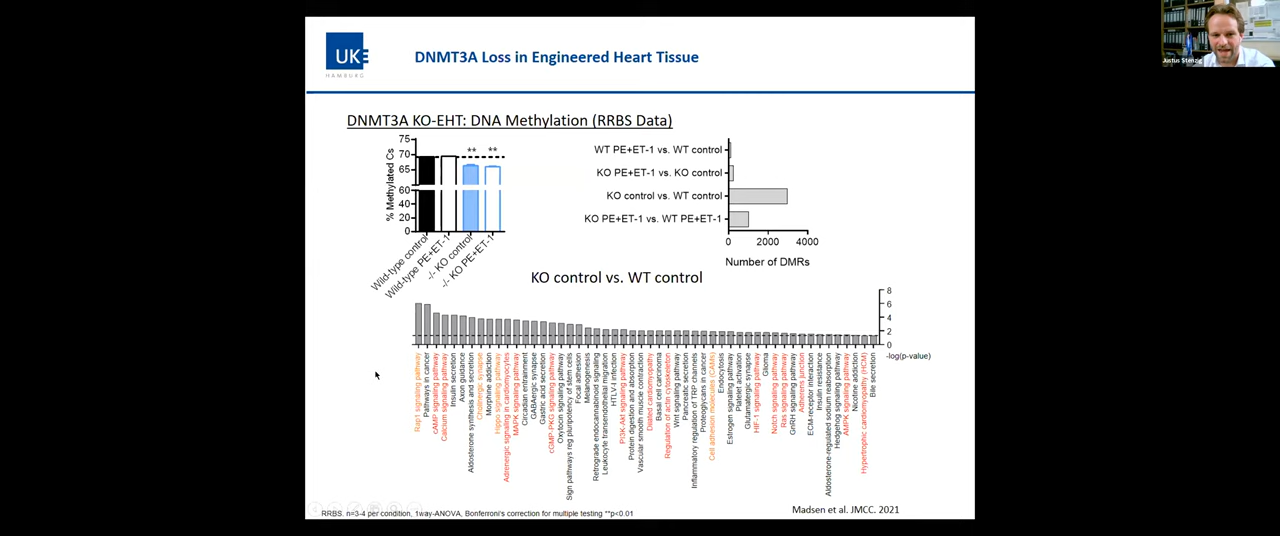 UKE
HAMBURG
DNMT3A Loss in Engineered Heart Tissue
Justus Stenzig
DNMT3A KO-EHT: DNA Methylation (RRBS Data)
% Methylated Cs
75
70
65
60
40
20
0
**
**
Wild-type control
Wild-type PE+ET-1
-/- KO control
-/- KO PE+ET-1
WT PE+ET-1 vs. WT control
KO PE+ET-1 vs. KO control
KO control vs. WT control
KO PE+ET-1 vs. WT PE+ET-1
0
2000
4000
Number of DMRs
KO control vs. WT control
8
6
4
2
0
-log(p-value)
Rap1 signaling pathway
Pathways in cancer
cAMP signaling pathway
Calcium signaling pathway
Insulin secretion
Axon guidance
Aldosterone synthesis and secretion
Cholinergic synapse
Morphine addiction
Hippo signaling pathway
Adrenergic signaling in cardiomyocytes
MAPK signaling pathway
Circadian entrainment
GABAergic synapse
Gastric acid secretion
cGMP-PKG signaling pathway
Oxytocin signaling pathway
Sign pathways reg pluripotency of stem cells
Focal adhesion
Melanogenesis
Retrograde endocannabinoid signaling
Leukocyte transendothelial migration
HTLV-I infection
PI3K-Akt signaling pathway
Protein digestion and absorption
Vascular smooth muscle contraction
Dilated cardiomyopathy
Basal cell carcinoma
Regulation of actin cytoskeleton
Wnt signaling pathway
Pancreatic secretion
Inflammatory regulation of TRP channels
Proteoglycans in cancer
Cell adhesion molecules (CAMs)
Endocytosis
Estrogen signaling pathway
Platelet activation
Glutamatergic synapse
HIF-1 signaling pathway
Glioma
Notch signaling pathway
Ras signaling pathway
GnRH signaling pathway
Adherens junction
ECM-receptor interaction
Insulin resistance
Aldosterone-regulated sodium reabsorption
Hedgehog signaling pathway
AMPK signaling pathway
Nicotine addiction
Hypertrophic cardiomyopathy (HCM)
Bile secretion
RRBS. n=3-4 per condition, 1way-ANOVA, Bonferroni's correction for multiple testing **p<0.01
Madsen et al. JMCC. 2021